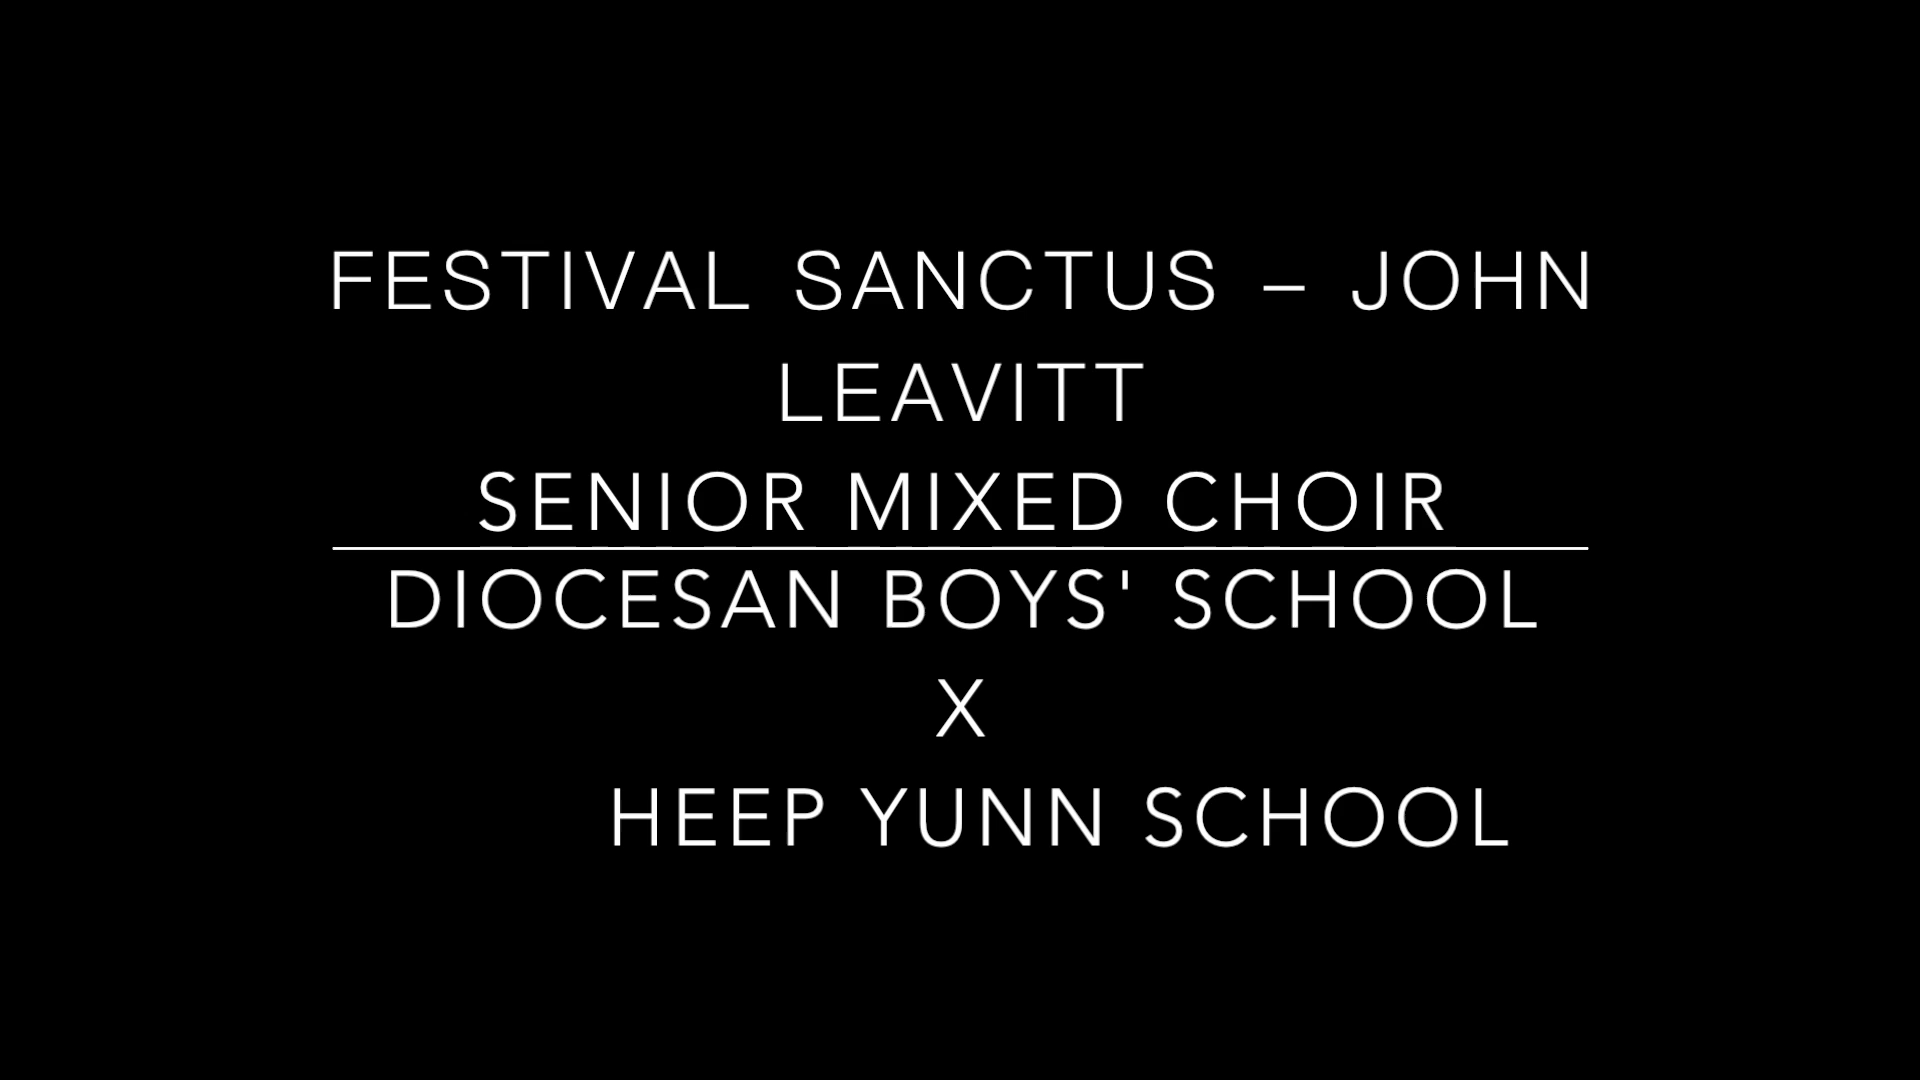 FESTIVAL SANCTUS – JOHN
LEAVITT
SENIOR MIXED CHOIR
DIOCESAN BOYS' SCHOOL
X
HEEP YUNN SCHOOL